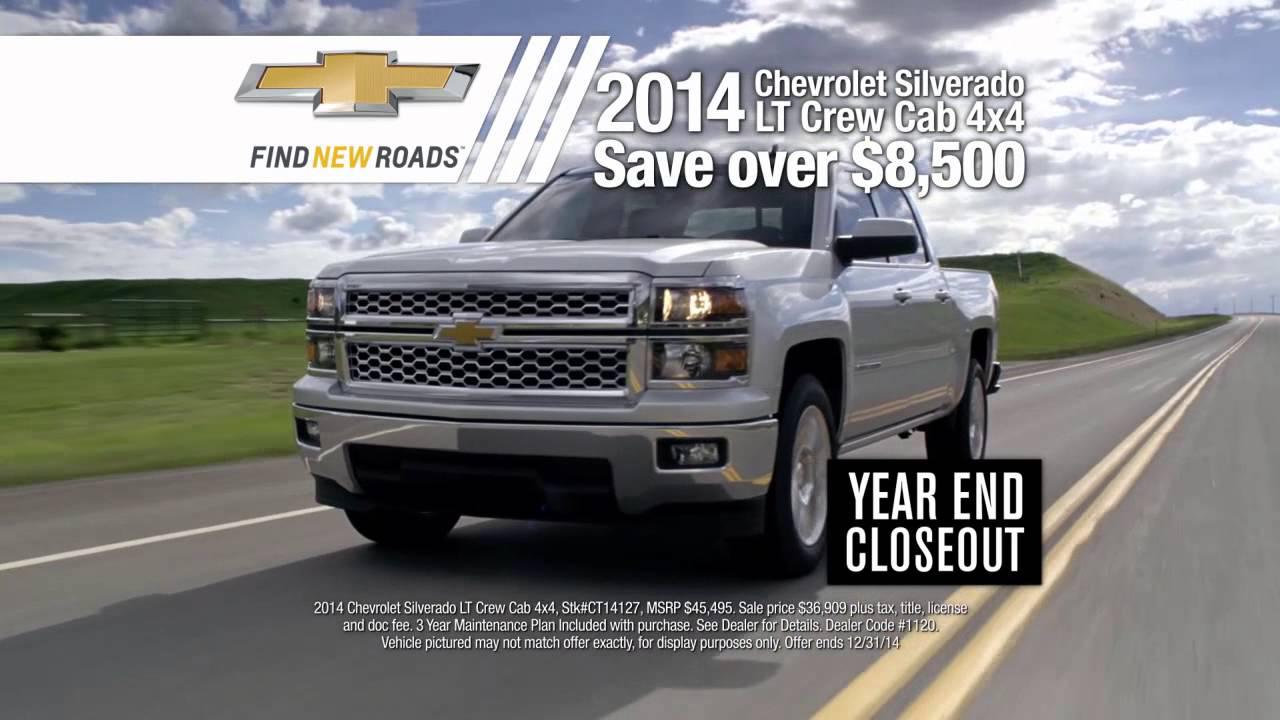 FIND NEW ROADS™
2014 Chevrolet Silverado
LT Crew Cab 4x4
Save over $8,500
YEAR END
CLOSEOUT
2014 Chevrolet Silverado LT Crew Cab 4x4, Stk#CT14127, MSRP $45,495. Sale price $36,909 plus tax, title, license
and doc fee. 3 Year Maintenance Plan Included with purchase. See Dealer for Details. Dealer Code #1120.
Vehicle pictured may not match offer exactly, for display purposes only. Offer ends 12/31/14